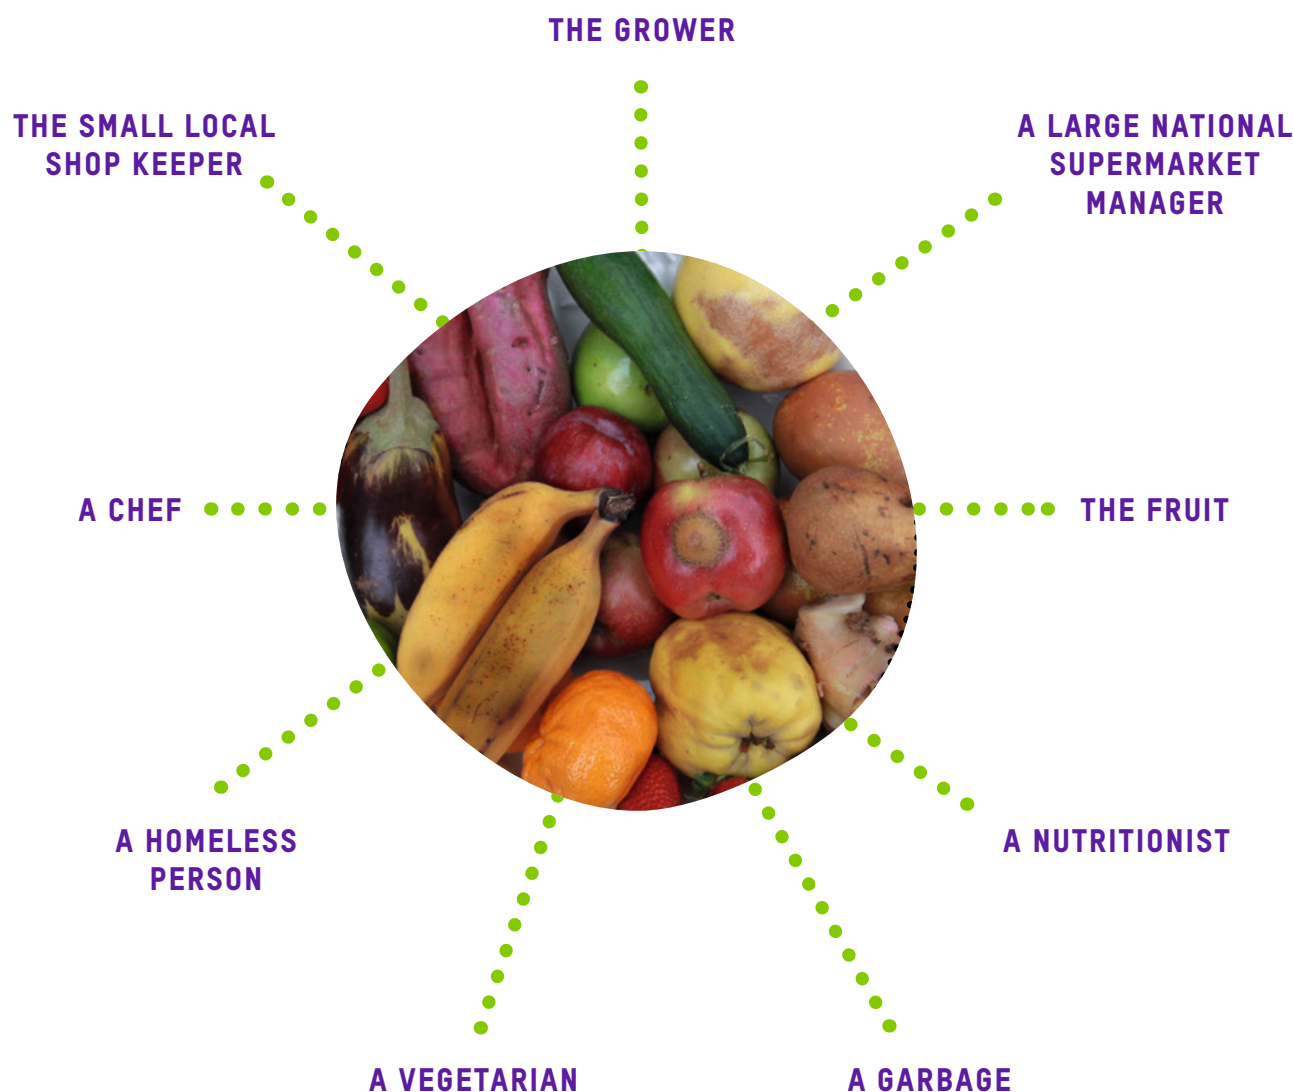 THE GROWER
THE SMALL LOCAL
SHOP KEEPER
A LARGE NATIONAL
SUPERMARKET
MANAGER
A CHEF
THE FRUIT
A HOMELESS
PERSON
A NUTRITIONIST
A VEGETARIAN
A GARBAGE